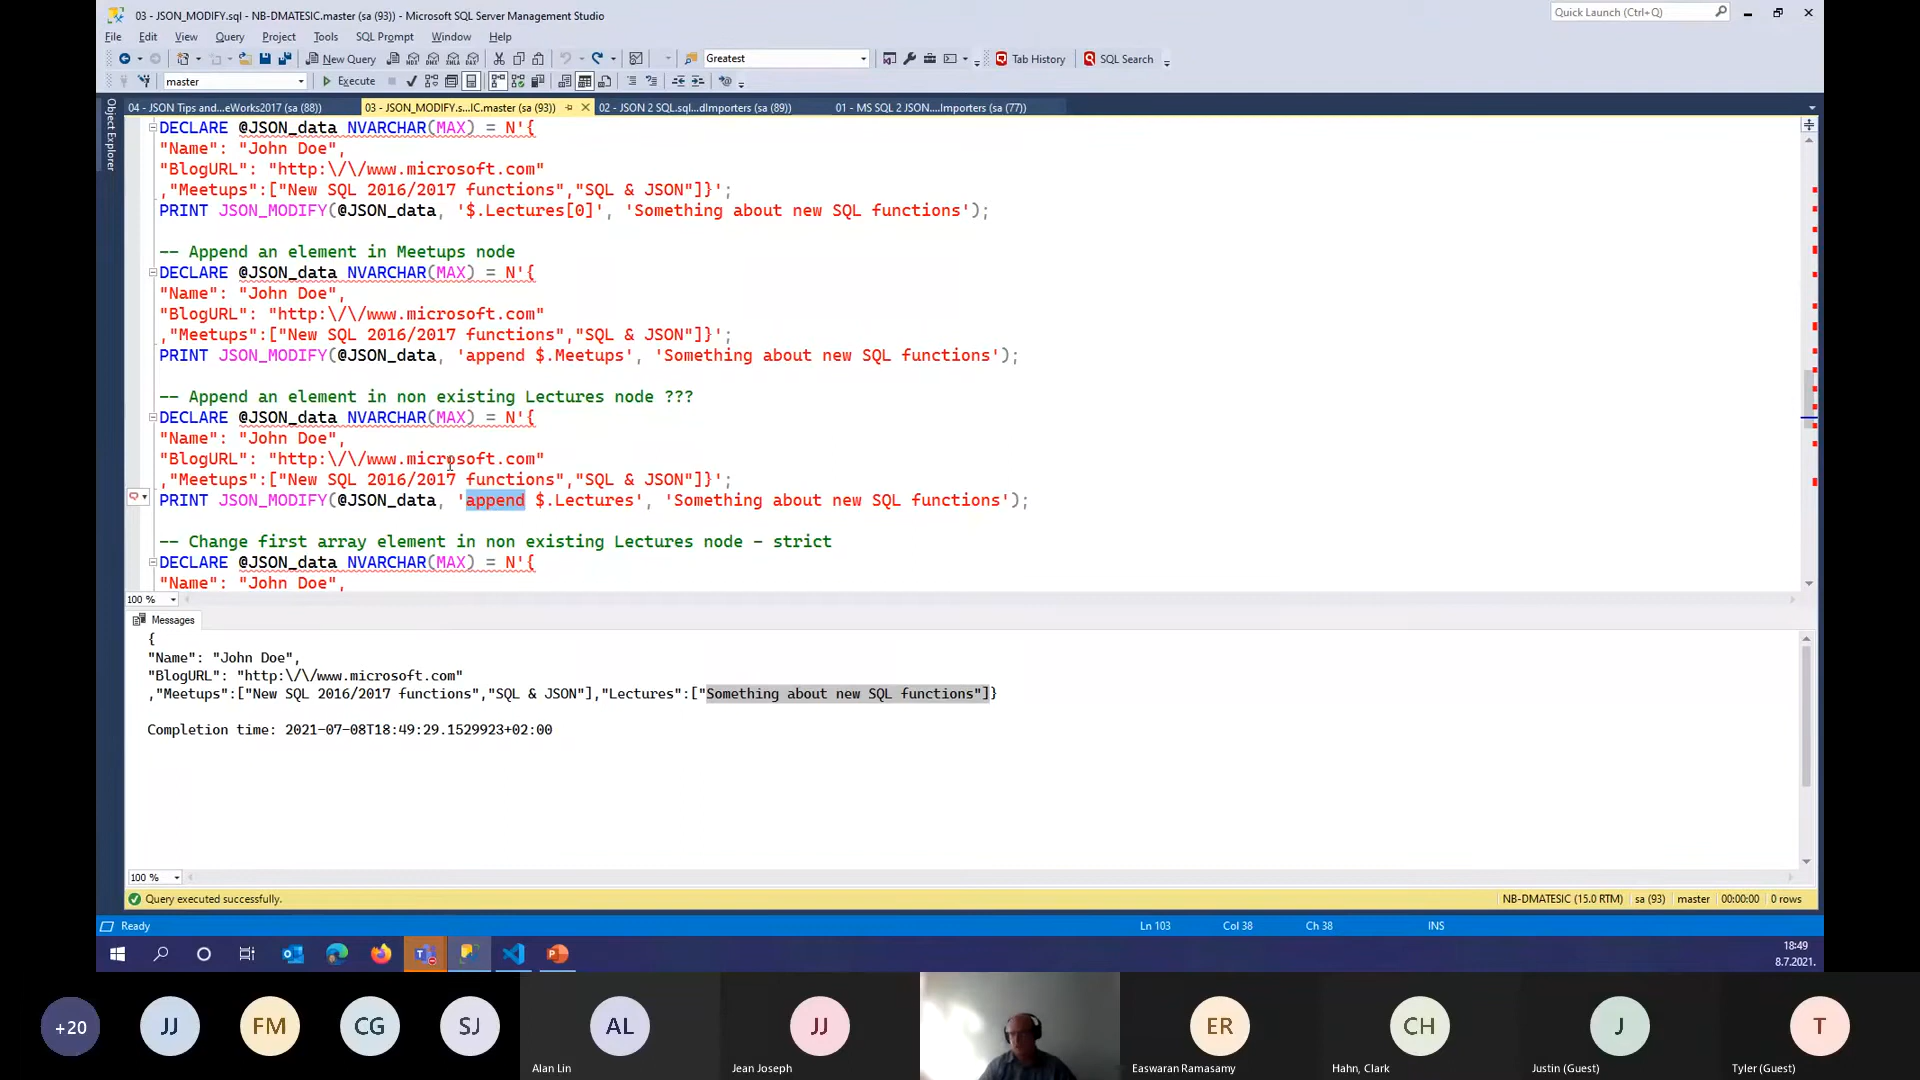 03 - JSON_MODIFY.sql - NB-DMATESIC.master (sa (93)) - Microsoft SQL Server Management Studio
Quick Launch (Ctrl+Q)
File Edit View Query Project Tools SQL Prompt Window Help
New Query Greatest Tab History SQL Search
master Execute
04 - JSON Tips and...eWorks2017 (sa (88)) 03 - JSON_MODIFY.s...IC.master (sa (93)) 02 - JSON 2 SQL.sql...dImporters (sa (89)) 01 - MS SQL 2 JSON....Importers (sa (77))
Object Explorer
DECLARE @JSON_data NVARCHAR(MAX) = N'{
"Name": "John Doe",
"BlogURL": "http:\/\/www.microsoft.com"
,"Meetups":["New SQL 2016/2017 functions","SQL & JSON"]}';
PRINT JSON_MODIFY(@JSON_data, '$.Lectures[0]', 'Something about new SQL functions');
-- Append an element in Meetups node
DECLARE @JSON_data NVARCHAR(MAX) = N'{
"Name": "John Doe",
"BlogURL": "http:\/\/www.microsoft.com"
,"Meetups":["New SQL 2016/2017 functions","SQL & JSON"]}';
PRINT JSON_MODIFY(@JSON_data, 'append $.Meetups', 'Something about new SQL functions');
-- Append an element in non existing Lectures node ???
DECLARE @JSON_data NVARCHAR(MAX) = N'{
"Name": "John Doe",
"BlogURL": "http:\/\/www.microsoft.com"
,"Meetups":["New SQL 2016/2017 functions","SQL & JSON"]}';
PRINT JSON_MODIFY(@JSON_data, 'append $.Lectures', 'Something about new SQL functions');
-- Change first array element in non existing Lectures node - strict
DECLARE @JSON_data NVARCHAR(MAX) = N'{
"Name": "John Doe",
100 %
Messages
{
"Name": "John Doe",
"BlogURL": "http:\/\/www.microsoft.com"
,"Meetups":["New SQL 2016/2017 functions","SQL & JSON"],"Lectures":["Something about new SQL functions"]}
Completion time: 2021-07-08T18:49:29.1529923+02:00
100 %
Query executed successfully. NB-DMATESIC (15.0 RTM) sa (93) master 00:00:00 0 rows
Ready Ln 103 Col 38 Ch 38 INS
18:49
8.7.2021.
+20 JJ FM CG SJ AL JJ ER CH J T
Alan Lin Jean Joseph Easwaran Ramasamy Hahn, Clark Justin (Guest) Tyler (Guest)